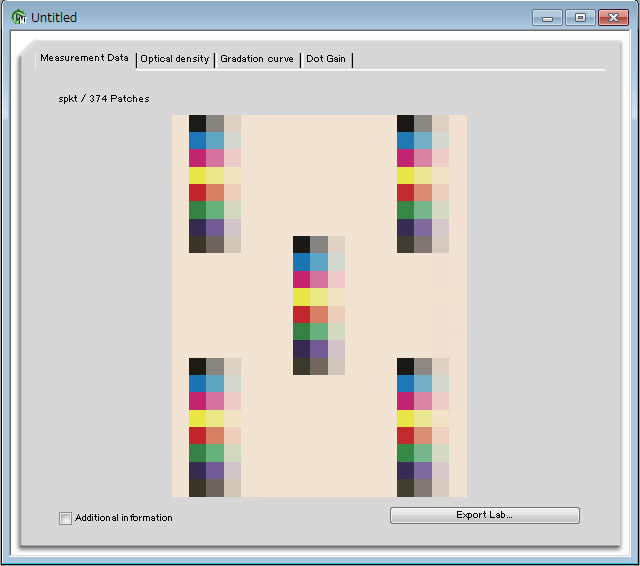 Untitled
Measurement Data
Optical density
Gradation curve
Dot Gain
spkt / 374 Patches
Additional information
Export Lab...